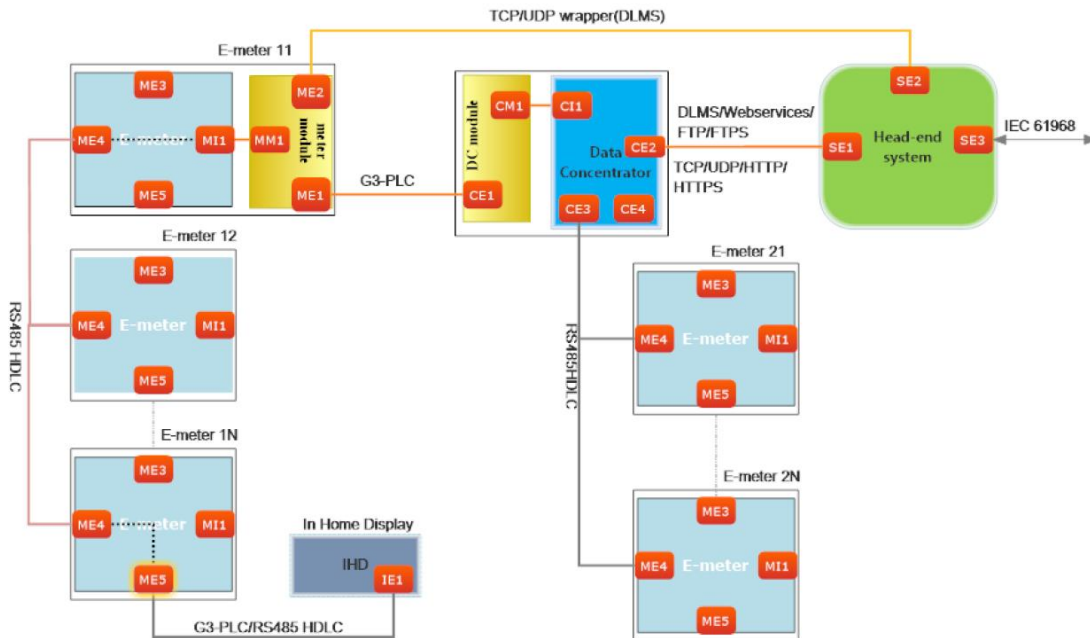 TCP/UDP wrapper(DLMS)
E-meter 11
ME3
ME4
E-meter
MI1
ME5
MM1
ME2
meter
module
ME1
G3-PLC
DC mophule
CM1
CE1
CI1
Data
Concentrator
CE2
CE3
CE4
DLMS/Webservices/
FTP/FTPS
TCP/UDP/HTTP/
HTTPS
SE2
SE1
Head-end
system
SE3
IEC 61968
RS485 HDLC
E-meter 12
ME3
ME4
E-meter
MI1
ME5
E-meter 1N
ME3
ME4
E-meter
MI1
ME5
In Home Display
IHD
IE1
G3-PLC/RS485 HDLC
RS485HDLC
E-meter 21
ME3
ME4
E-meter
MI1
ME5
E-meter 2N
ME3
ME4
E-meter
MI1
ME5